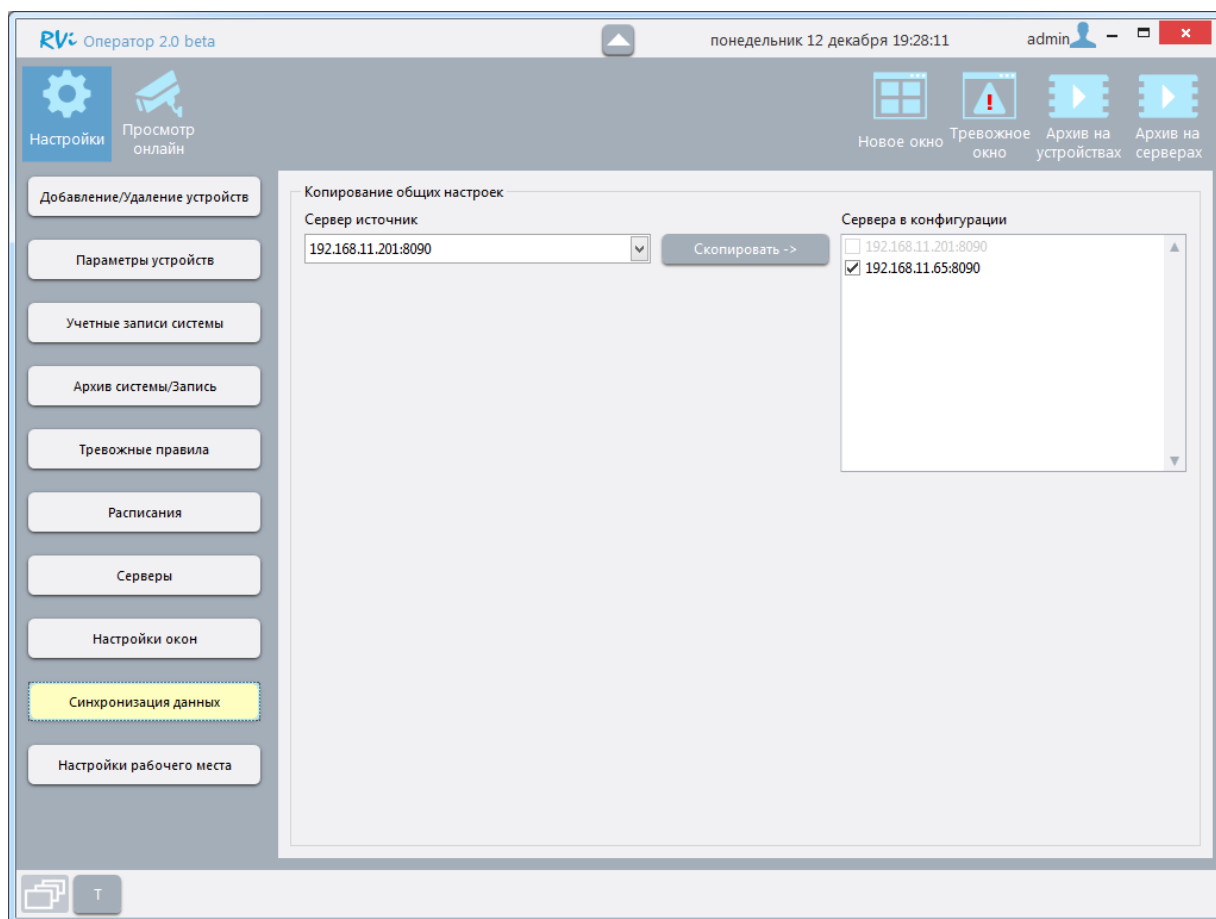 RVi Оператор 2.0 beta
понедельник 12 декабря 19:28:11
admin
Настройки
Просмотр
онлайн
Новое окно
Тревожное
окно
Архив на
устройствах
Архив на
серверах
Добавление/Удаление устройств
Параметры устройств
Учетные записи системы
Архив системы/Запись
Тревожные правила
Расписания
Серверы
Настройки окон
Синхронизация данных
Настройки рабочего места
Копирование общих настроек
Сервер источник
192.168.11.201:8090
Скопировать ->
Сервера в конфигурации
192.168.11.201:8090
192.168.11.65:8090
T